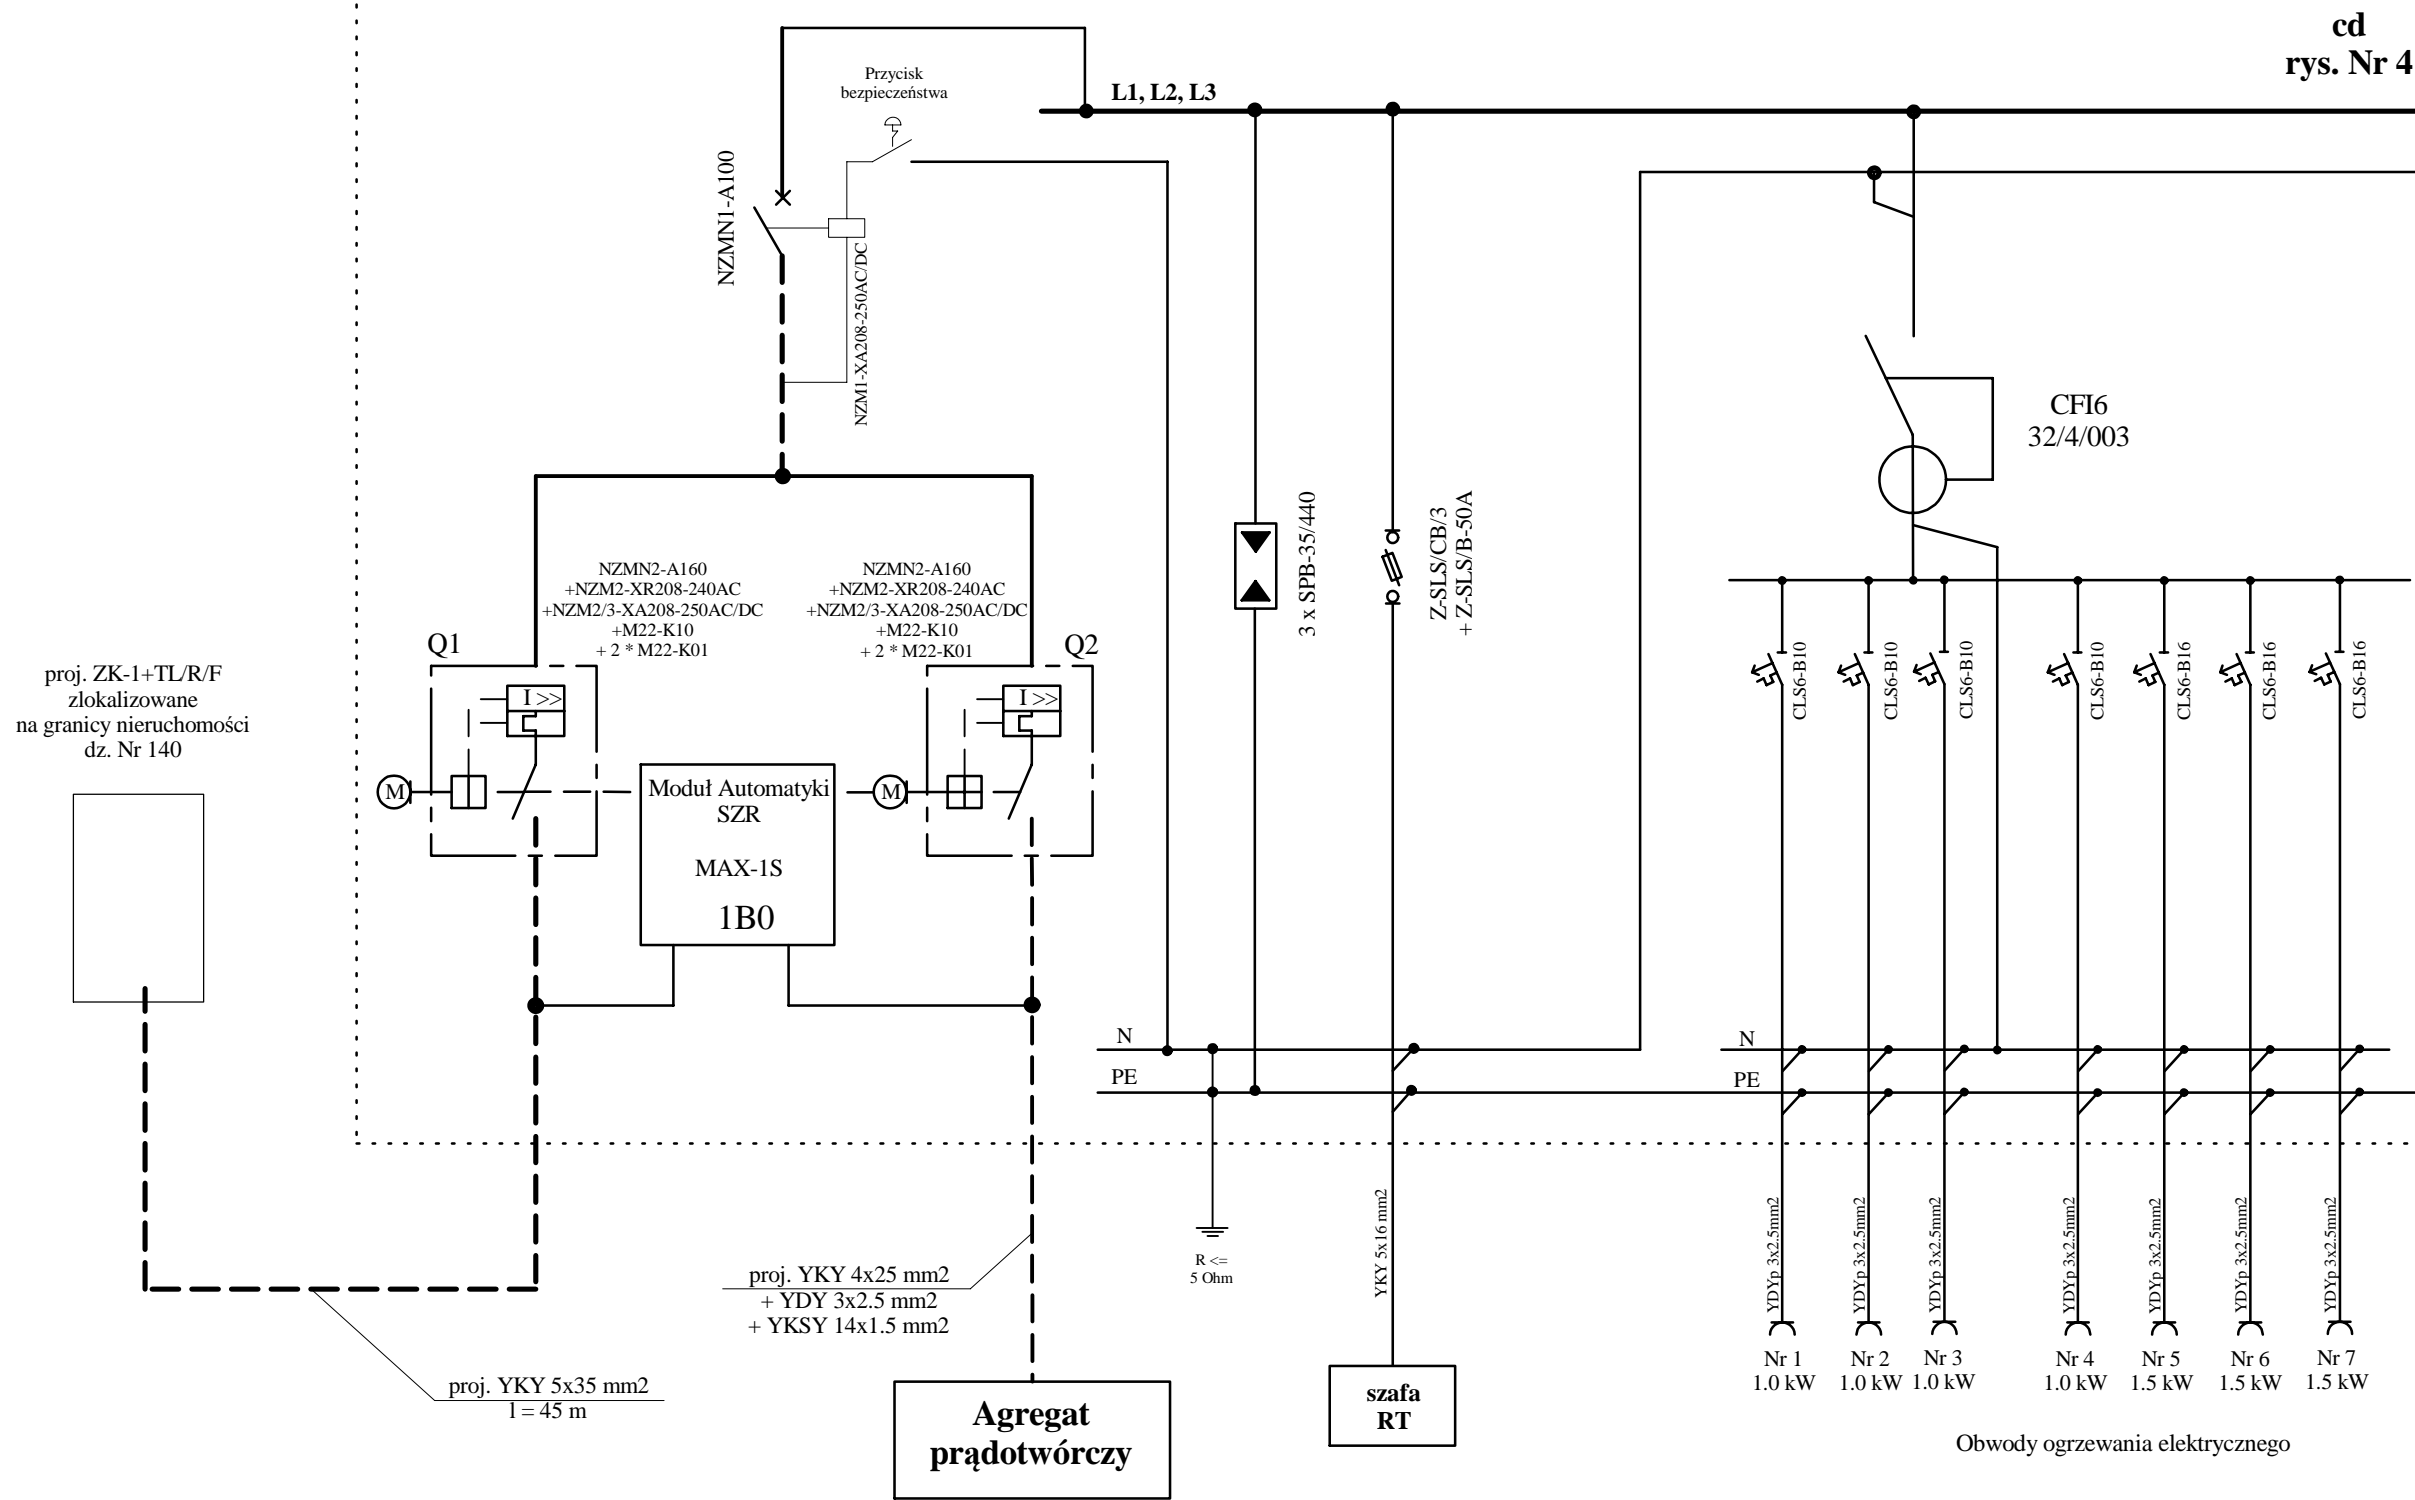 cd
rys. Nr 4
Przycisk
bezpieczeństwa
L1, L2, L3
NZMN1-A100
NZM1-XA208-250AC/DC
CFI6
32/4/003
3 x SPB-35/440
Z-SLS/CB/3
+ Z-SLS/B-50A
NZMN2-A160
+NZM2-XR208-240AC
+NZM2/3-XA208-250AC/DC
+M22-K10
+ 2 * M22-K01
NZMN2-A160
+NZM2-XR208-240AC
+NZM2/3-XA208-250AC/DC
+M22-K10
+ 2 * M22-K01
Q1
Q2
I >>
I >>
CLS6-B10
CLS6-B10
CLS6-B10
CLS6-B10
CLS6-B16
CLS6-B16
CLS6-B16
proj. ZK-1+TL/R/F
zlokalizowane
na granicy nieruchomości
dz. Nr 140
M
M
Moduł Automatyki
SZR
MAX-1S
1B0
N
PE
N
PE
R <=
5 Ohm
YKY 5x16 mm2
YDYp 3x2.5mm2
YDYp 3x2.5mm2
YDYp 3x2.5mm2
YDYp 3x2.5mm2
YDYp 3x2.5mm2
YDYp 3x2.5mm2
YDYp 3x2.5mm2
proj. YKY 4x25 mm2
+ YDY 3x2.5 mm2
+ YKSY 14x1.5 mm2
proj. YKY 5x35 mm2
l = 45 m
Agregat
prądotwórczy
szafa
RT
Nr 1
1.0 kW
Nr 2
1.0 kW
Nr 3
1.0 kW
Nr 4
1.0 kW
Nr 5
1.5 kW
Nr 6
1.5 kW
Nr 7
1.5 kW
Obwody ogrzewania elektrycznego